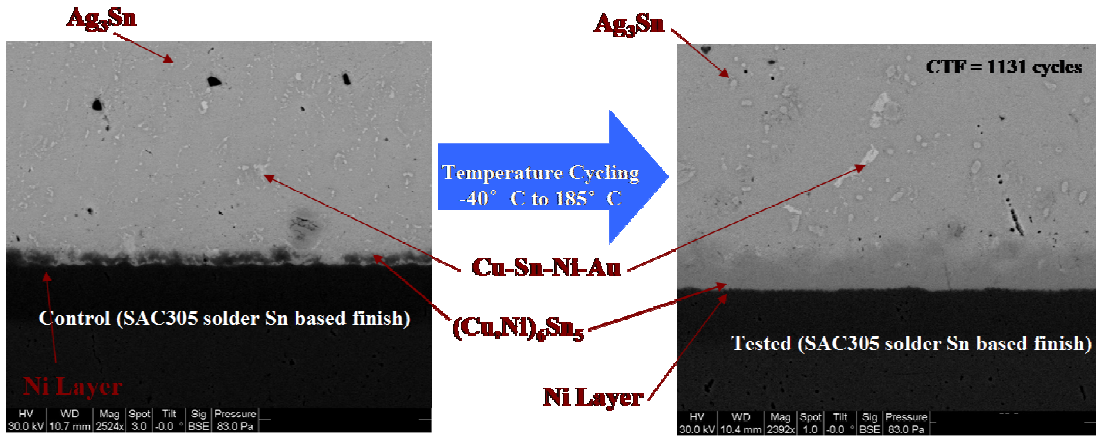 Ag3Sn
Ag3Sn
CTF = 1131 cycles
Temperature Cycling
-40° C to 185° C
Cu-Sn-Ni-Au
(Cu,Ni)6Sn5
Control (SAC305 solder Sn based finish)
Tested (SAC305 solder Sn based finish)
Ni Layer
Ni Layer
HV WD Mag Spot Tilt Sig Pressure
30.0 kV 10.7 mm 2524x 3.0 -0.0 ° BSE 83.0 Pa
HV WD Mag Spot Tilt Sig Pressure
30.0 kV 10.4 mm 2392x 1.0 -0.0 ° BSE 83.0 Pa